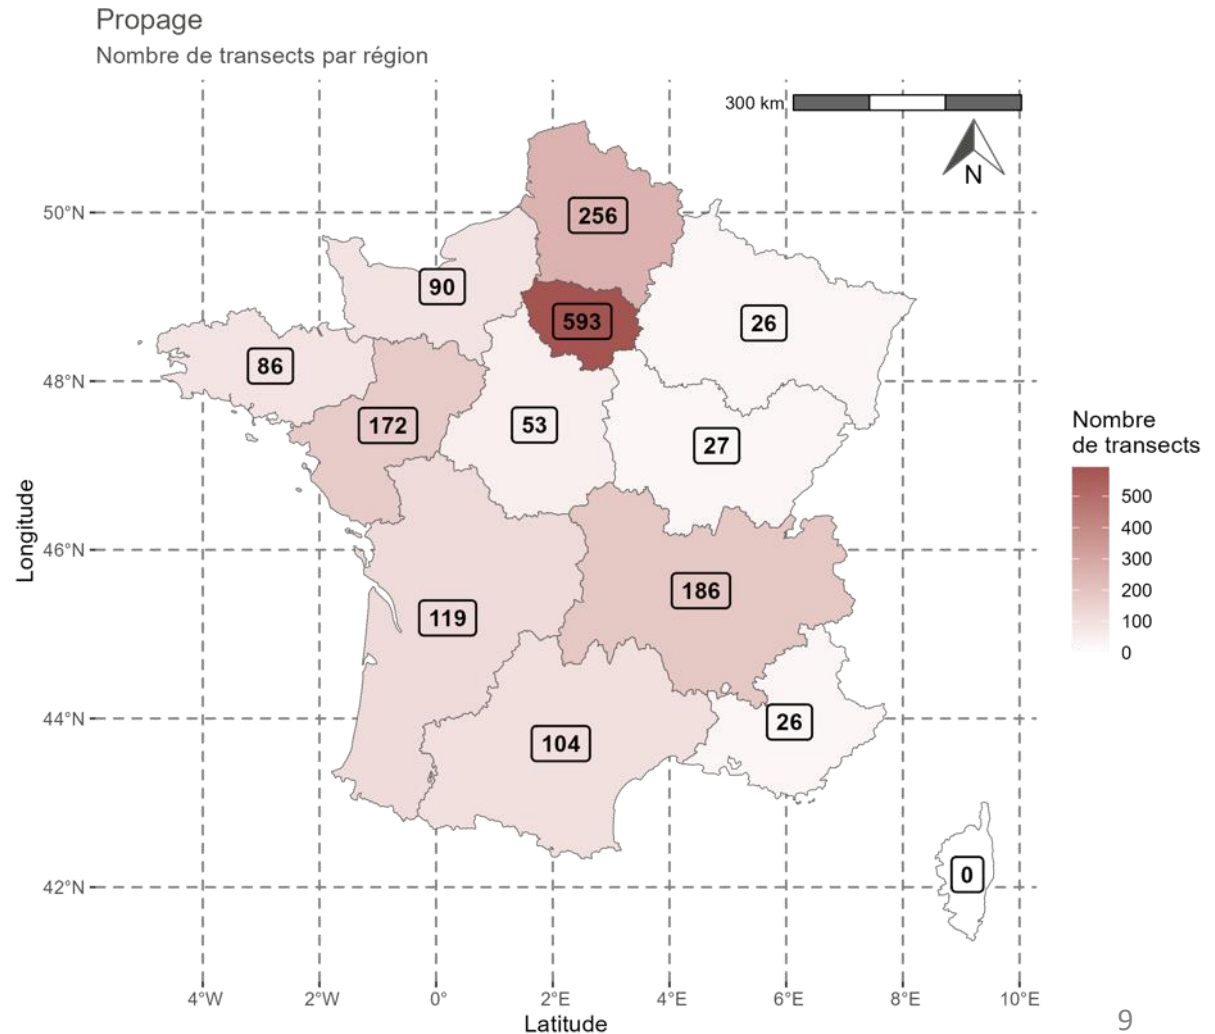 Propage
Nombre de transects par région
300 km
N
50°N
48°N
46°N
44°N
42°N
Longitude
256
90
593
26
86
172
53
27
186
119
104
26
0
Nombre
de transects
500
400
300
200
100
0
4°W
2°W
0°
2°E
4°E
6°E
8°E
10°E
Latitude
9